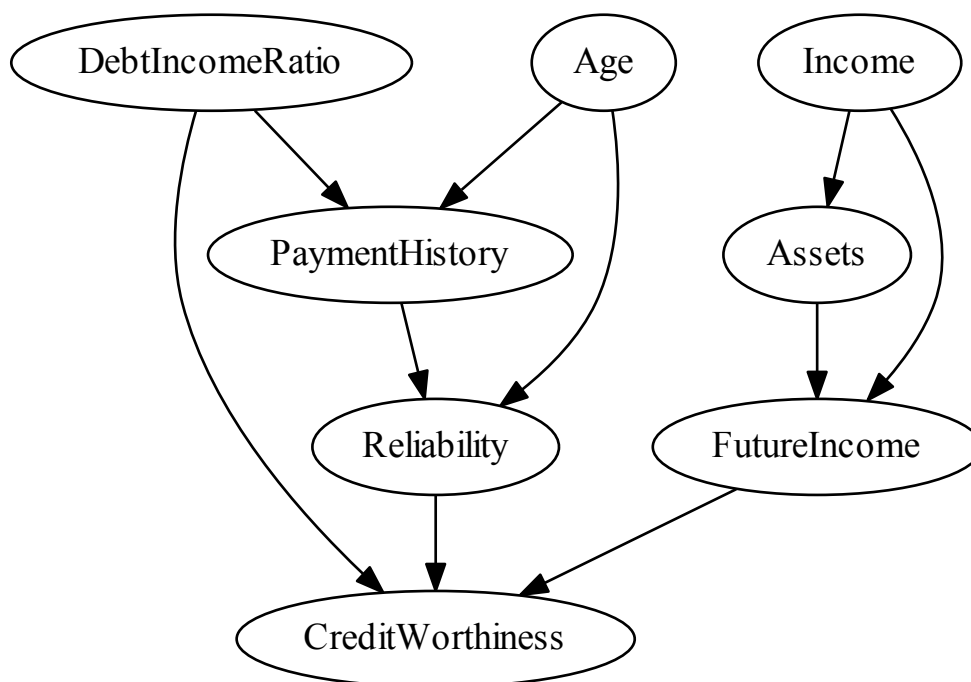 DebtIncomeRatio
Age
Income
PaymentHistory
Assets
Reliability
FutureIncome
CreditWorthiness